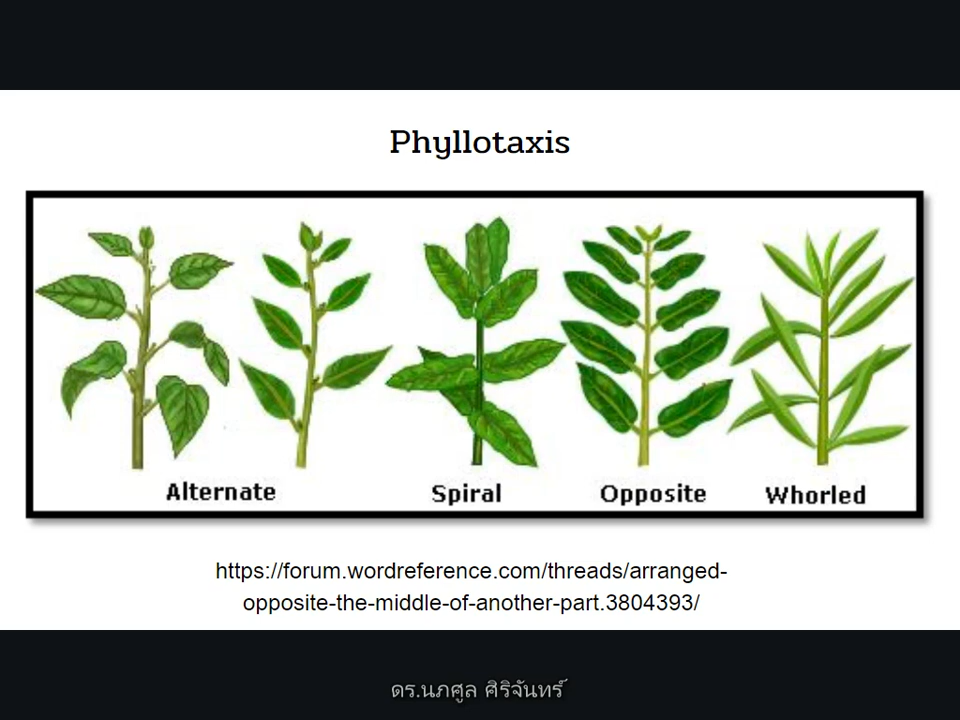 Phyllotaxis
Alternate Spiral Opposite Whorled
https://forum.wordreference.com/threads/arranged-
opposite-the-middle-of-another-part.3804393/
ดร.นภศูล ศิริจันทร์